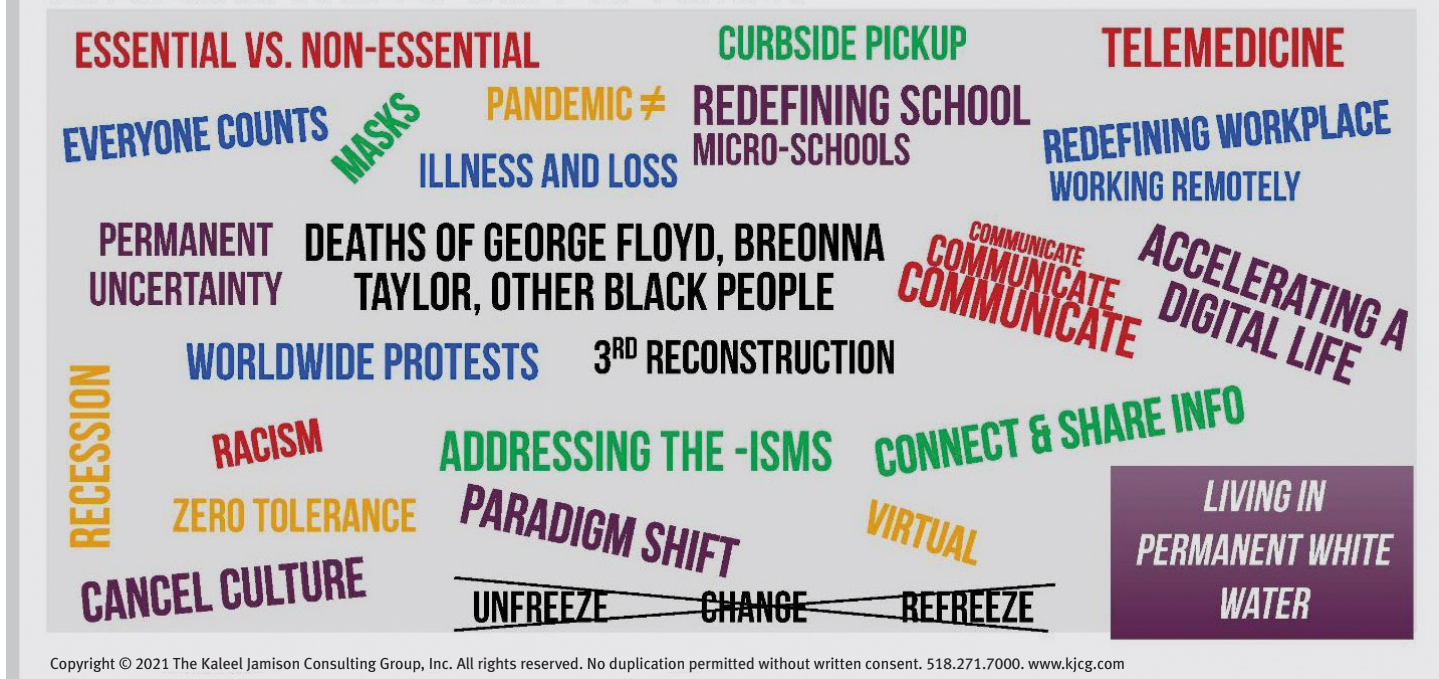 ESSENTIAL VS. NON-ESSENTIAL
CURBSIDE PICKUP
TELEMEDICINE
EVERYONE COUNTS
MASKS
PANDEMIC ≠
ILLNESS AND LOSS
REDEFINING SCHOOL
MICRO-SCHOOLS
REDEFINING WORKPLACE
WORKING REMOTELY
PERMANENT
UNCERTAINTY
DEATHS OF GEORGE FLOYD, BREONNA
TAYLOR, OTHER BLACK PEOPLE
COMMUNICATE
COMMUNICATE
COMMUNICATE
ACCELERATING A
DIGITAL LIFE
WORLDWIDE PROTESTS
3RD RECONSTRUCTION
RECESSION
RACISM
ADDRESSING THE -ISMS
CONNECT & SHARE INFO
ZERO TOLERANCE
PARADIGM SHIFT
VIRTUAL
CANCEL CULTURE
UNFREEZE CHANGE REFREEZE
LIVING IN
PERMANENT WHITE
WATER
Copyright © 2021 The Kaleel Jamison Consulting Group, Inc. All rights reserved. No duplication permitted without written consent. 518.271.7000. www.kjcg.com